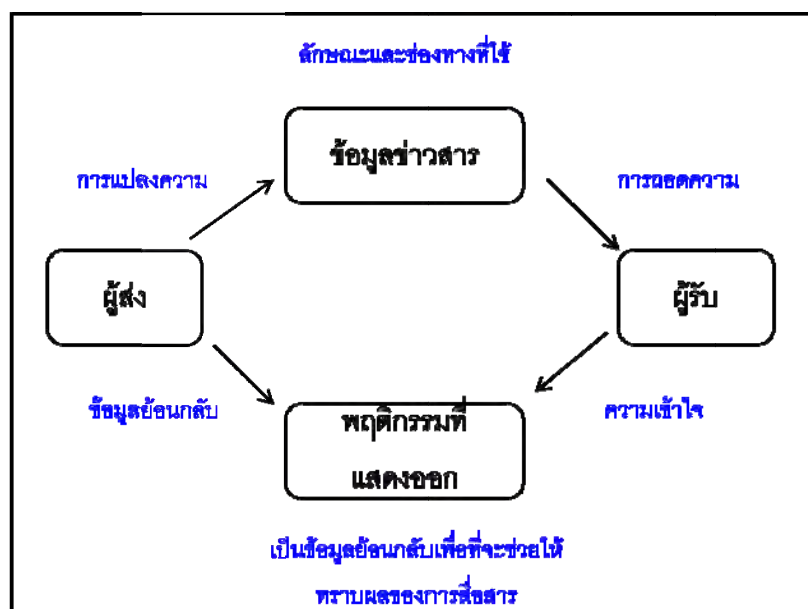 ลักษณะและช่องทางที่ใช้
ข้อมูลข่าวสาร
การแปลงความ
การถอดความ
ผู้ส่ง
ผู้รับ
ข้อมูลย้อนกลับ
พฤติกรรมที่
แสดงออก
ความเข้าใจ
เป็นข้อมูลย้อนกลับเพื่อที่จะช่วยให้
ทราบผลของการสื่อสาร